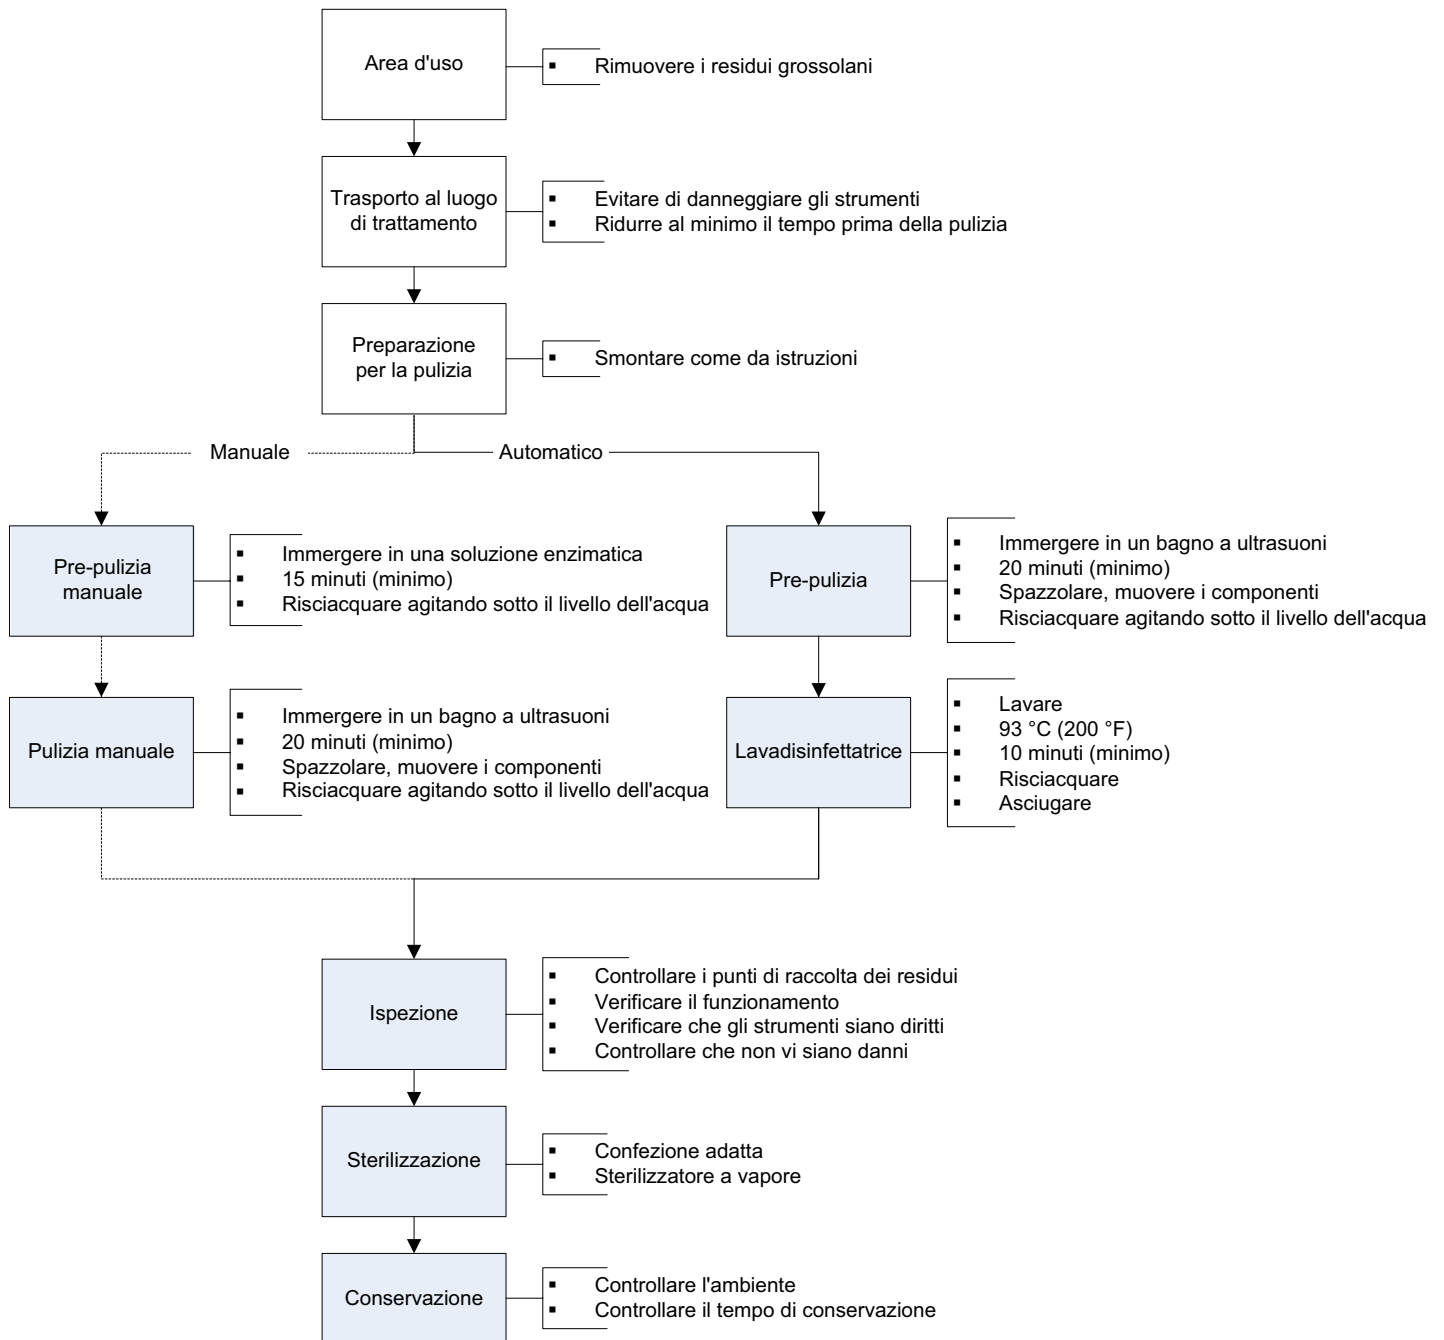 Area d'uso
▪ Rimuovere i residui grossolani
Trasporto al luogo
di trattamento
▪ Evitare di danneggiare gli strumenti
▪ Ridurre al minimo il tempo prima della pulizia
Preparazione
per la pulizia
▪ Smontare come da istruzioni
Manuale
Automatico
Pre-pulizia
manuale
▪ Immergere in una soluzione enzimatica
▪ 15 minuti (minimo)
▪ Risciacquare agitando sotto il livello dell'acqua
Pre-pulizia
▪ Immergere in un bagno a ultrasuoni
▪ 20 minuti (minimo)
▪ Spazzolare, muovere i componenti
▪ Risciacquare agitando sotto il livello dell'acqua
Pulizia manuale
▪ Immergere in un bagno a ultrasuoni
▪ 20 minuti (minimo)
▪ Spazzolare, muovere i componenti
▪ Risciacquare agitando sotto il livello dell'acqua
Lavadisinfettatrice
▪ Lavare
▪ 93 °C (200 °F)
▪ 10 minuti (minimo)
▪ Risciacquare
▪ Asciugare
Ispezione
▪ Controllare i punti di raccolta dei residui
▪ Verificare il funzionamento
▪ Verificare che gli strumenti siano diritti
▪ Controllare che non vi siano danni
Sterilizzazione
▪ Confezione adatta
▪ Sterilizzatore a vapore
Conservazione
▪ Controllare l'ambiente
▪ Controllare il tempo di conservazione